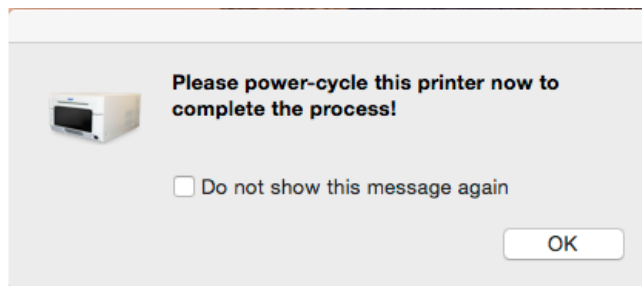 Please power-cycle this printer now to
complete the process!
Do not show this message again
OK